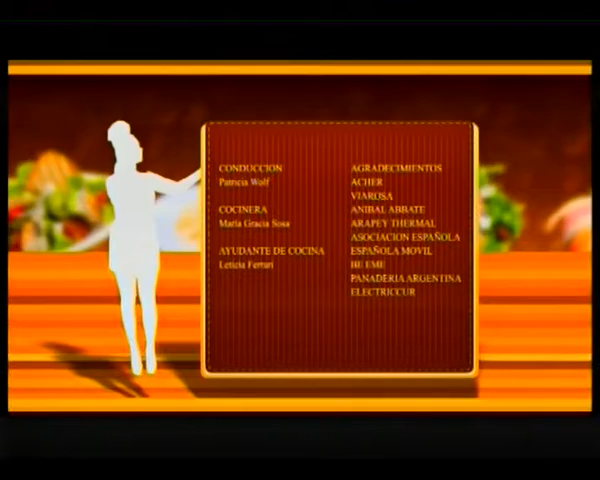 CONDUCCION
Patricia Wolf
COCINERA
Maria Gracia Sosa
AYUDANTE DE COCINA
Leticia Ferrari
AGRADECIMIENTOS
ACHER
VIAROSA
ANIBAL ABBATE
ARAPEY THERMAL
ASOCIACION ESPAÑOLA
ESPAÑOLA MOVIL
BE EME
PANADERIA ARGENTINA
ELECTRICCUR